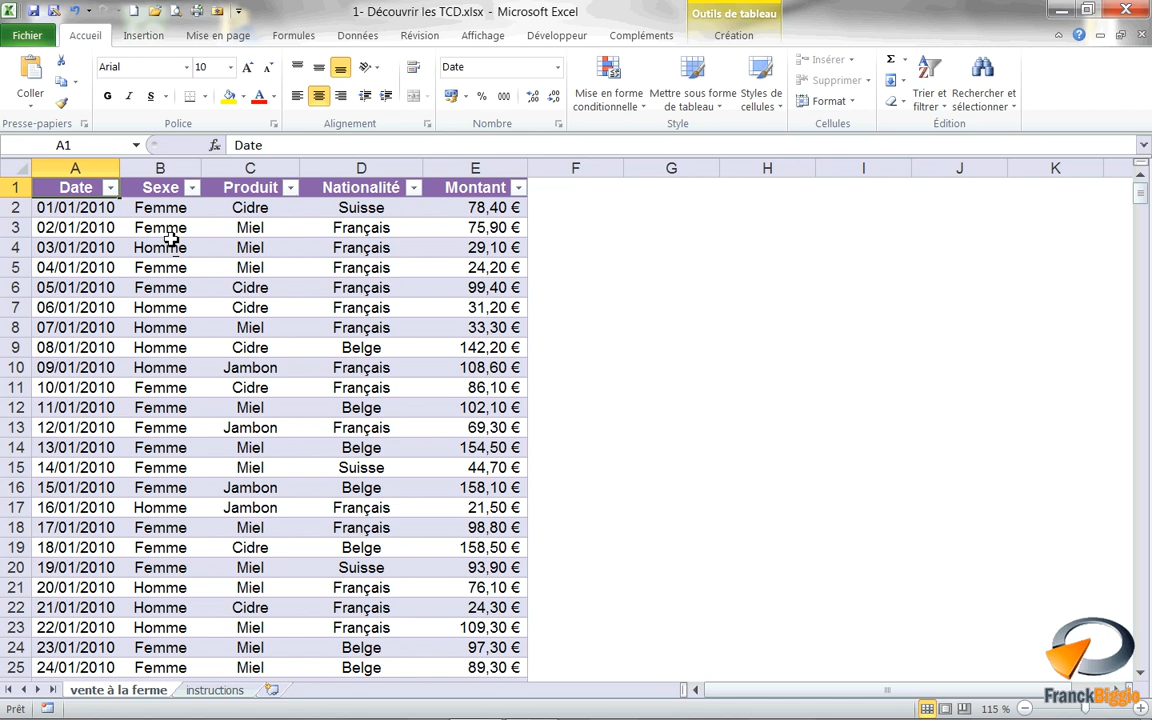 1- Découvrir les TCD.xlsx - Microsoft Excel
Outils de tableau
Fichier Accueil Insertion Mise en page Formules Données Révision Affichage Développeur Compléments Création
Coller
Presse-papiers
Arial 10
G I S
Police
Alignement
Date
% 000
Nombre
Mise en forme conditionnelle
Mettre sous forme de tableau
Styles de cellules
Style
Insérer
Supprimer
Format
Cellules
Σ
Trier et filtrer
Rechercher et sélectionner
Édition
A1 fx Date
A B C D E F G H I J K
1 Date Sexe Produit Nationalité Montant
2 01/01/2010 Femme Cidre Suisse 78,40 €
3 02/01/2010 Femme Miel Français 75,90 €
4 03/01/2010 Homme Miel Français 29,10 €
5 04/01/2010 Femme Miel Français 24,20 €
6 05/01/2010 Femme Cidre Français 99,40 €
7 06/01/2010 Homme Cidre Français 31,20 €
8 07/01/2010 Homme Miel Français 33,30 €
9 08/01/2010 Homme Cidre Belge 142,20 €
10 09/01/2010 Homme Jambon Français 108,60 €
11 10/01/2010 Femme Cidre Français 86,10 €
12 11/01/2010 Femme Miel Belge 102,10 €
13 12/01/2010 Femme Jambon Français 69,30 €
14 13/01/2010 Femme Miel Belge 154,50 €
15 14/01/2010 Femme Miel Suisse 44,70 €
16 15/01/2010 Femme Jambon Belge 158,10 €
17 16/01/2010 Homme Jambon Français 21,50 €
18 17/01/2010 Femme Miel Français 98,80 €
19 18/01/2010 Femme Cidre Belge 158,50 €
20 19/01/2010 Femme Miel Suisse 93,90 €
21 20/01/2010 Homme Miel Français 76,10 €
22 21/01/2010 Homme Cidre Français 24,30 €
23 22/01/2010 Homme Miel Français 109,30 €
24 23/01/2010 Femme Miel Belge 97,30 €
25 24/01/2010 Femme Miel Belge 89,30 €
vente à la ferme instructions
FranckBiggio
Prêt 115 %